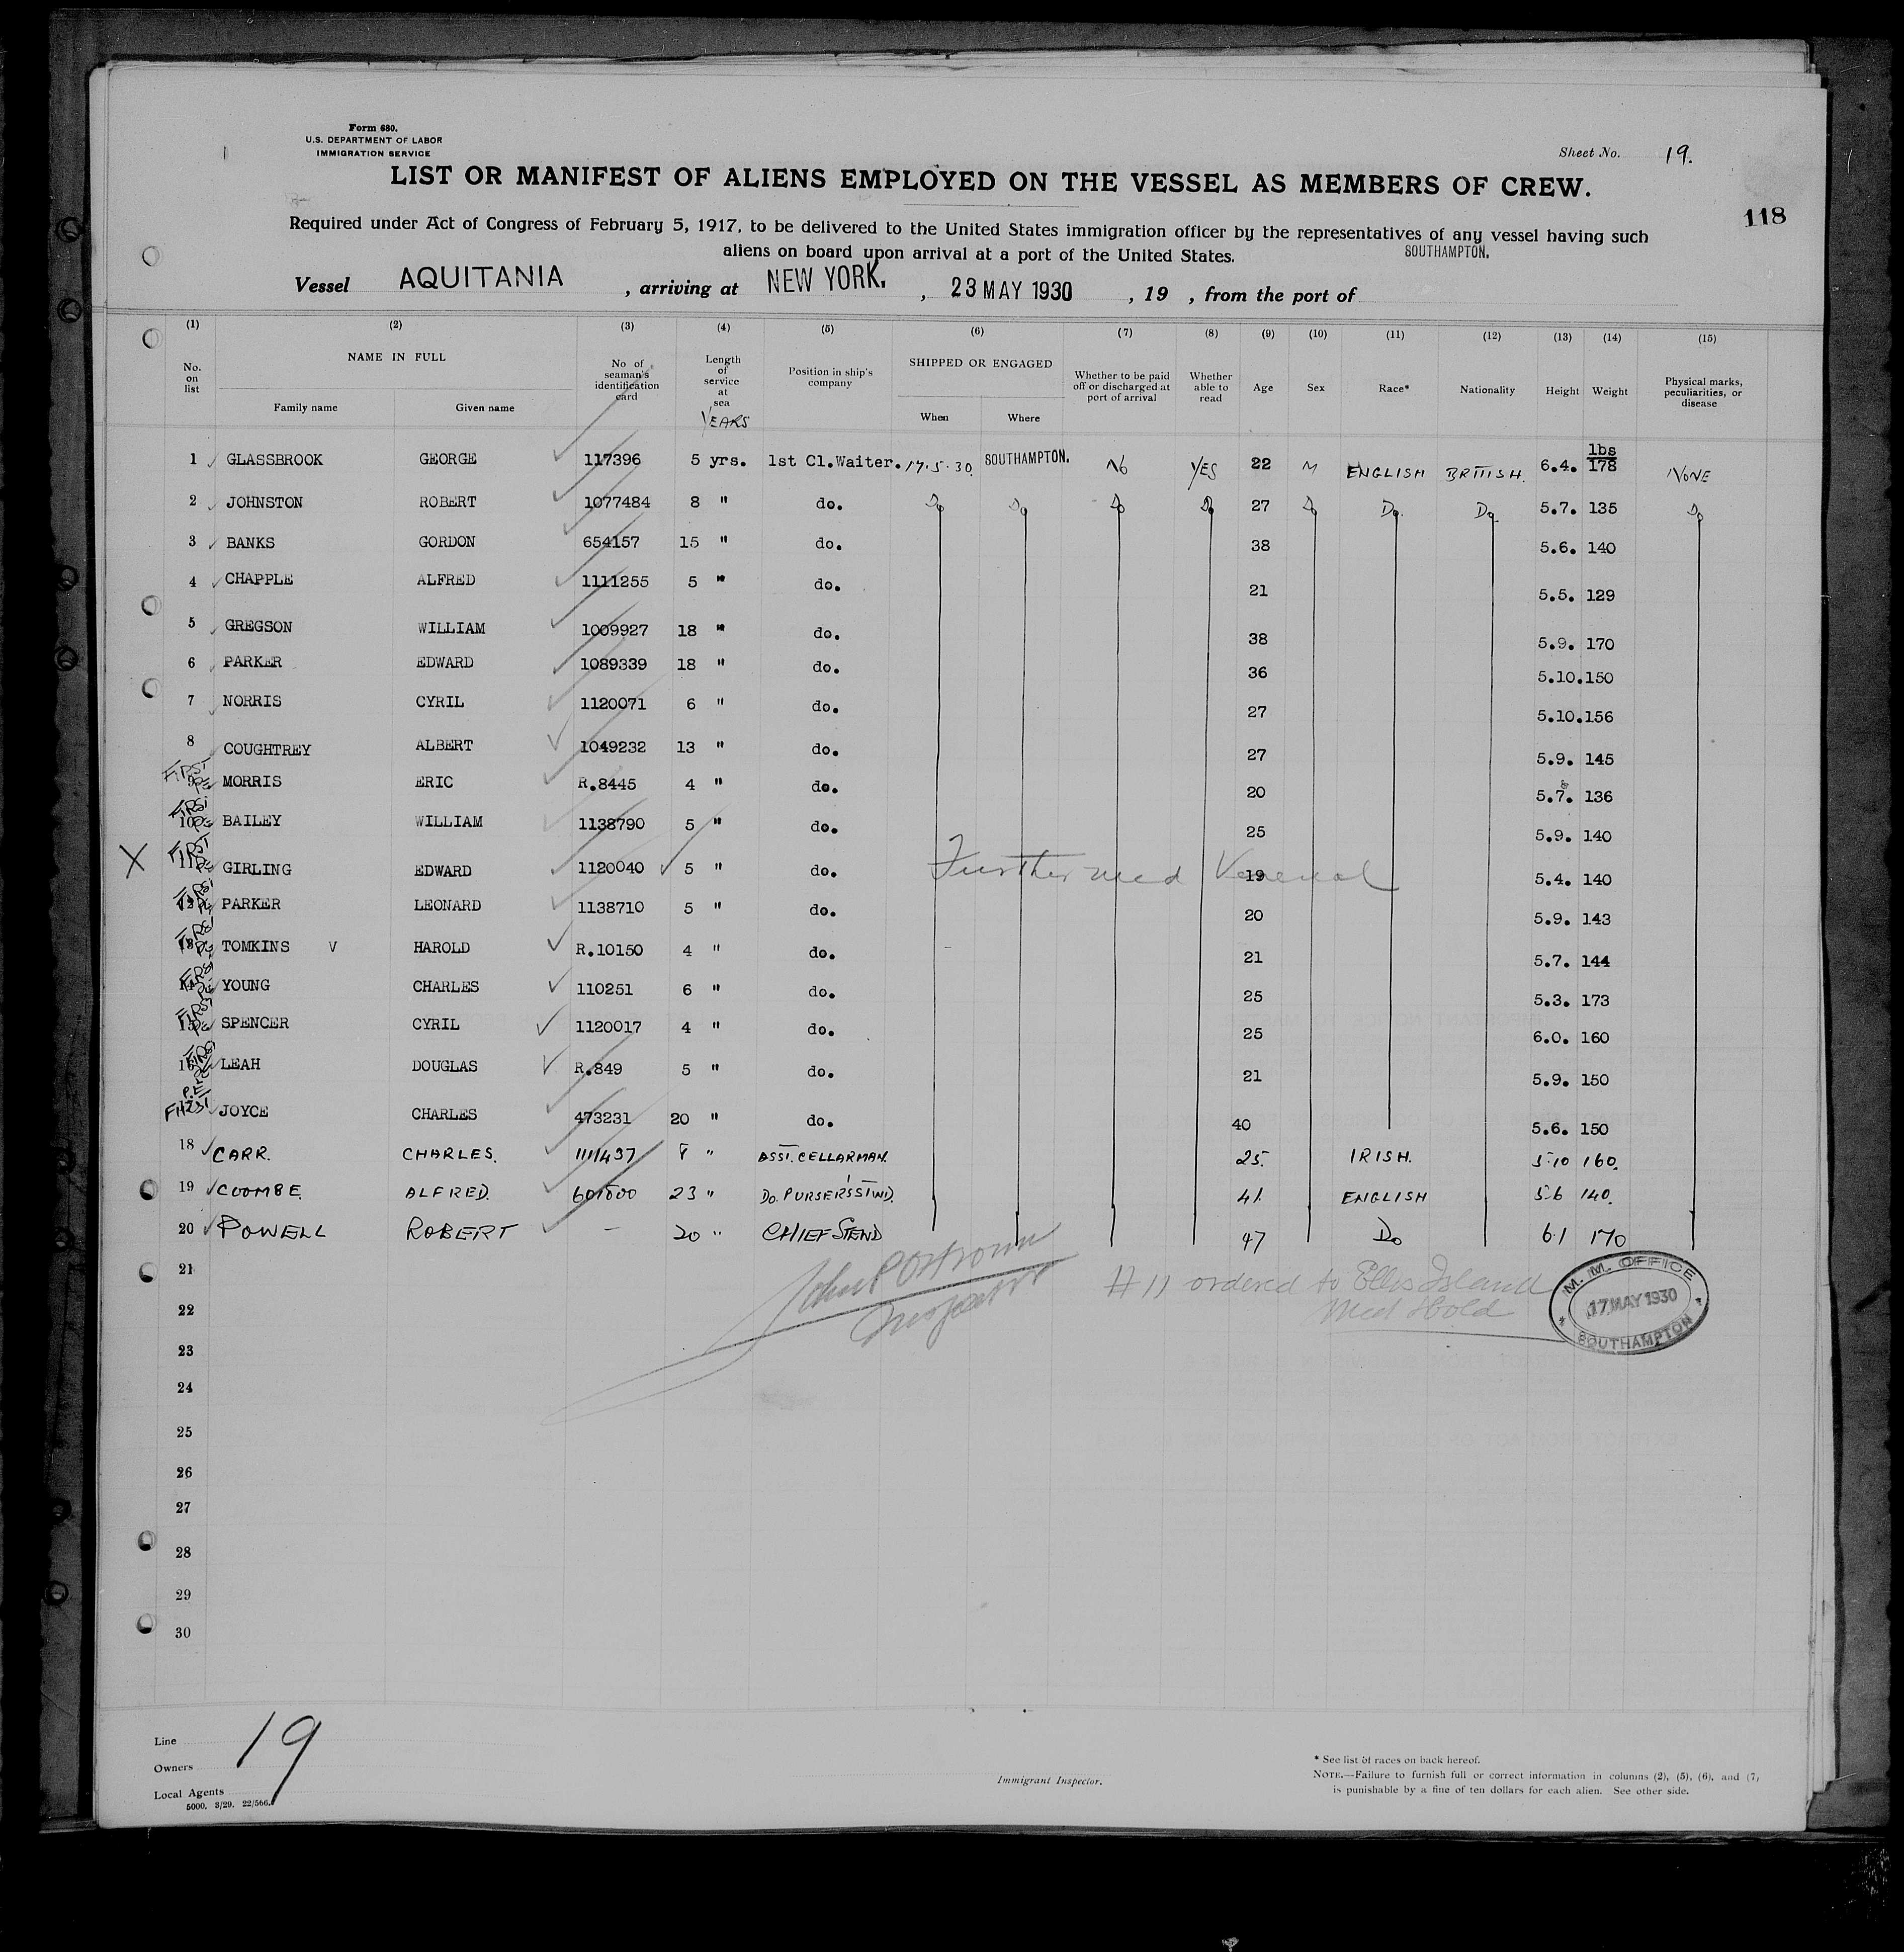 Form 680.
U.S. DEPARTMENT OF LABOR
IMMIGRATION SERVICE
Sheet No. 19.
LIST OR MANIFEST OF ALIENS EMPLOYED ON THE VESSEL AS MEMBERS OF CREW.
118
Required under Act of Congress of February 5, 1917, to be delivered to the United States immigration officer by the representatives of any vessel having such
aliens on board upon arrival at a port of the United States.
SOUTHAMPTON.
Vessel AQUITANIA, arriving at NEW YORK., 23 MAY 1930, 19 , from the port of
(1) (2) (3) (4) (5) (6) (7) (8) (9) (10) (11) (12) (13) (14) (15)
No. on list NAME IN FULL Family name Given name No. of seaman's identification card Length of service at sea YEARS Position in ship's company SHIPPED OR ENGAGED When Where Whether to be paid off or discharged at port of arrival Whether able to read Age Sex Race* Nationality Height Weight Physical marks, peculiarities, or disease
lbs
1 GLASSBROOK GEORGE 117396 5 yrs. 1st Cl.Waiter. 17.5.30. SOUTHAMPTON. NO YES 22 M ENGLISH BRITISH. 6.4. 178 NONE
2 JOHNSTON ROBERT 1077484 8 " do. Do Do Do Do 27 Do Do. Do. 5.7. 135 Do
3 BANKS GORDON 654157 15 " do. 38 5.6. 140
4 CHAPPLE ALFRED 1111255 5 " do. 21 5.5. 129
5 GREGSON WILLIAM 1009927 18 " do. 38 5.9. 170
6 PARKER EDWARD 1089339 18 " do. 36 5.10. 150
7 NORRIS CYRIL 1120071 6 " do. 27 5.10. 156
8 COUGHTREY ALBERT 1049232 13 " do. 27 5.9. 145
FIRST 9 MORRIS ERIC R.8445 4 " do. 20 5.7. 136
FIRST 10 BAILEY WILLIAM 1138790 5 " do. 25 5.9. 140
X FIRST 11 GIRLING EDWARD 1120040 5 " do. Further med Venereal 19 5.4. 140
FIRST 12 PARKER LEONARD 1138710 5 " do. 20 5.9. 143
FIRST 13 TOMKINS V HAROLD R.10150 4 " do. 21 5.7. 144
FIRST YOUNG CHARLES 110251 6 " do. 25 5.3. 173
FIRST 15 SPENCER CYRIL 1120017 4 " do. 25 6.0. 160
FIRST 16 LEAH DOUGLAS R.849 5 " do. 21 5.9. 150
P.E FIRST JOYCE CHARLES 473231 20 " do. 40 5.6. 150
18 CARR. CHARLES. 1111437 8 " ASST. CELLARMAN. 25. IRISH. 5.10 160.
19 COOMBE. ALFRED. 601500 23 " Do. PURSER'S STWD. 41. ENGLISH 5.6 140.
20 POWELL ROBERT – 20 " CHIEF STEWD 47 Do 6.1 170
21
# 11 ordered to Ellis Island
Med Hold
22
M. M. OFFICE
17 MAY 1930
SOUTHAMPTON
23
24
25
26
27
28
29
30
Line
Owners
Local Agents
19
5000. 3/29. 22/566.
Immigrant Inspector.
* See list of races on back hereof.
NOTE.—Failure to furnish full or correct information in columns (2), (5), (6), and (7,
is punishable by a fine of ten dollars for each alien. See other side.